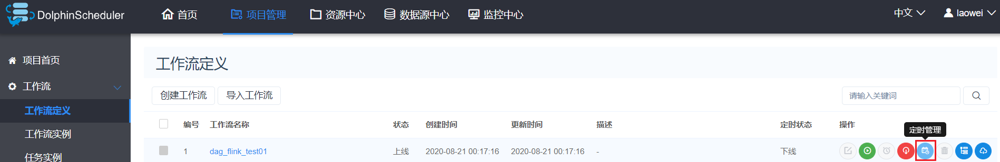 DolphinScheduler 首页 项目管理 资源中心 数据源中心 监控中心 中文 laowei
项目首页
工作流定义
工作流
创建工作流 导入工作流 请输入关键词
工作流定义
编号 工作流名称 状态 创建时间 更新时间 描述 定时状态 操作
定时管理
工作流实例
1 dag_flink_test01 上线 2020-08-21 00:17:16 2020-08-21 00:17:16 - 下线
任务实例